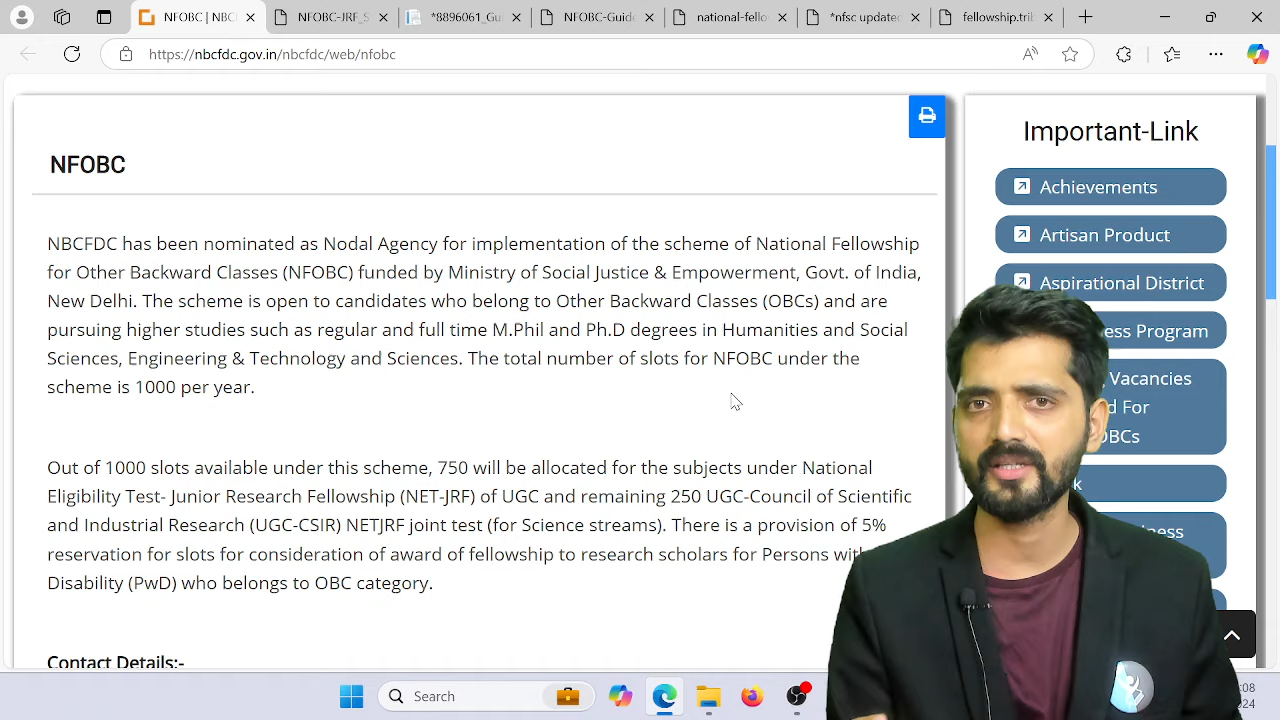 NFOBC | NBC
NFOBC-JRF_S
*8896061_Gui
NFOBC-Guide
national-fello
*nmc updated
fellowship.tri
https://nbcfdc.gov.in/nbcfdc/web/nfobc
NFOBC
NBCFDC has been nominated as Nodal Agency for implementation of the scheme of National Fellowship
for Other Backward Classes (NFOBC) funded by Ministry of Social Justice & Empowerment, Govt. of India,
New Delhi. The scheme is open to candidates who belong to Other Backward Classes (OBCs) and are
pursuing higher studies such as regular and full time M.Phil and Ph.D degrees in Humanities and Social
Sciences, Engineering & Technology and Sciences. The total number of slots for NFOBC under the
scheme is 1000 per year.
Out of 1000 slots available under this scheme, 750 will be allocated for the subjects under National
Eligibility Test- Junior Research Fellowship (NET-JRF) of UGC and remaining 250 UGC-Council of Scientific
and Industrial Research (UGC-CSIR) NETJRF joint test (for Science streams). There is a provision of 5%
reservation for slots for consideration of award of fellowship to research scholars for Persons with
Disability (PwD) who belongs to OBC category.
Contact Details:-
Important-Link
Achievements
Artisan Product
Aspirational District
ess Program
Vacancies
d For
OBCs
k
ness
Search
08
024